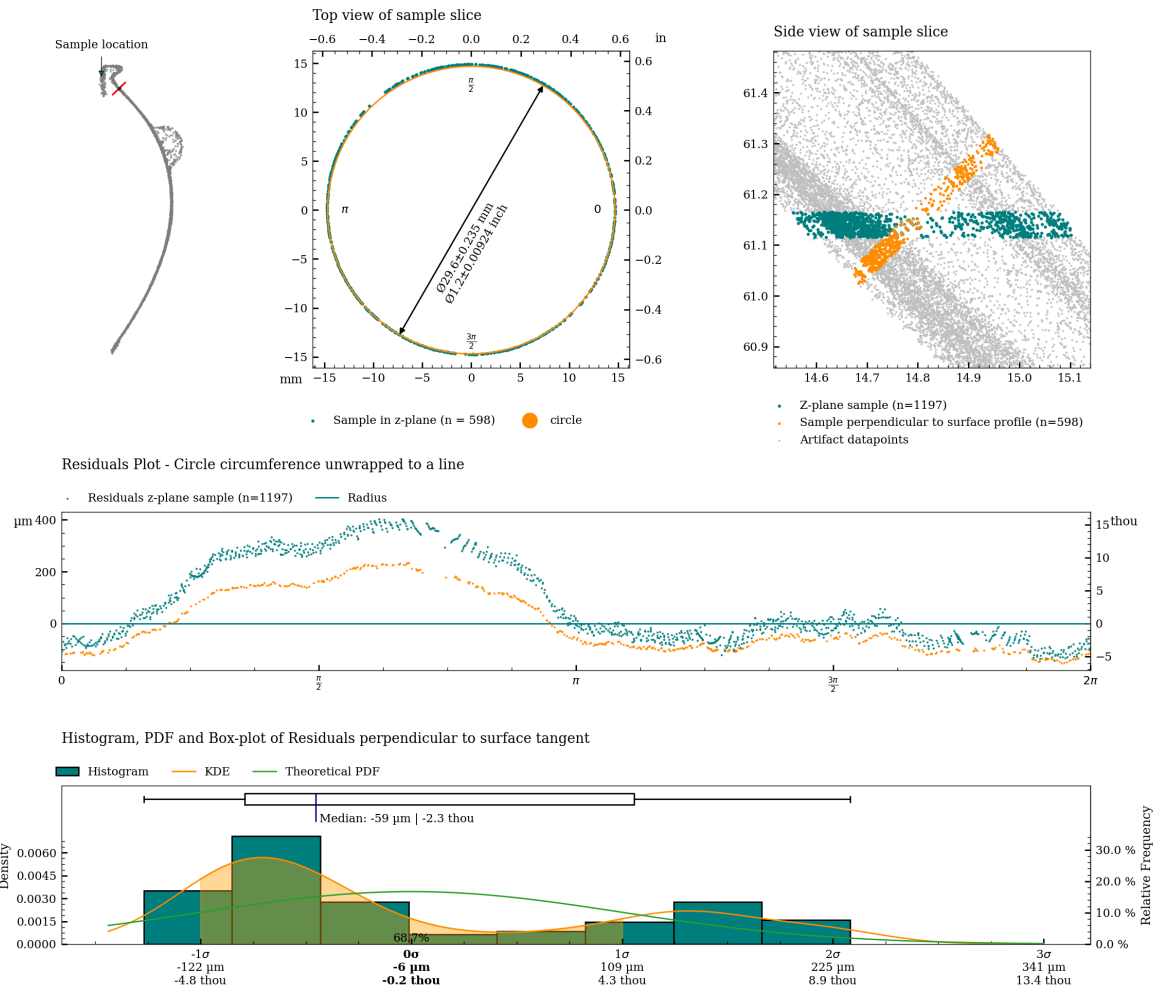 Sample location
Top view of sample slice
−0.6 −0.4 −0.2 0.0 0.2 0.4 0.6 in
15 10 5 0 −5 −10 −15
0.6 0.4 0.2 0.0 −0.2 −0.4 −0.6
π/2
π
0
3π/2
Ø29.6±0.235 mm
Ø1.2±0.00924 inch
mm −15 −10 −5 0 5 10 15
Sample in z-plane (n = 598) circle
Side view of sample slice
61.4
61.3
61.2
61.1
61.0
60.9
14.6 14.7 14.8 14.9 15.0 15.1
Z-plane sample (n=1197)
Sample perpendicular to surface profile (n=598)
Artifact datapoints
Residuals Plot - Circle circumference unwrapped to a line
Residuals z-plane sample (n=1197) Radius
µm 400 200 0
15 thou 10 5 0 −5
0 π/2 π 3π/2 2π
Histogram, PDF and Box-plot of Residuals perpendicular to surface tangent
Histogram KDE Theoretical PDF
Median: -59 µm | -2.3 thou
Density
0.0060
0.0045
0.0030
0.0015
0.0000
68.7%
Relative Frequency
30.0 %
20.0 %
10.0 %
0.0 %
-1σ 0σ 1σ 2σ 3σ
-122 µm -6 µm 109 µm 225 µm 341 µm
-4.8 thou -0.2 thou 4.3 thou 8.9 thou 13.4 thou